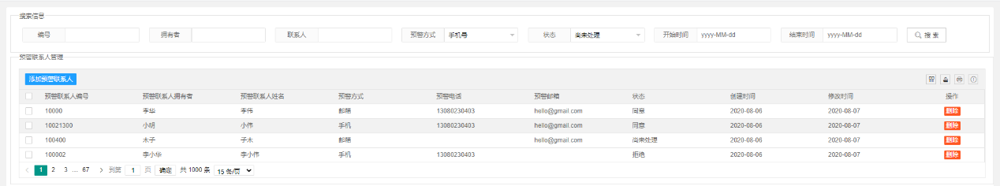 搜索信息
编号 拥有者 联系人 预警方式 手机号 状态 尚未处理 开始时间 yyyy-MM-dd 结束时间 yyyy-MM-dd 搜 索
预警联系人管理
添加预警联系人
预警联系人编号 预警联系人拥有者 预警联系人姓名 预警方式 预警电话 预警邮箱 状态 创建时间 修改时间 操作
10000 李华 李伟 邮箱 13080230403 hello@gmail.com 同意 2020-08-06 2020-08-07 删除
10021300 小明 小伟 手机 13080230403 hello@gmail.com 同意 2020-08-06 2020-08-07 删除
100400 木子 子木 邮箱 hello@gmail.com 尚未处理 2020-08-06 2020-08-07 删除
100002 李小华 李小伟 手机 13080230403 拒绝 2020-08-06 2020-08-07 删除
1 2 3 … 67 到第 1 页 确定 共 1000 条 15 条/页